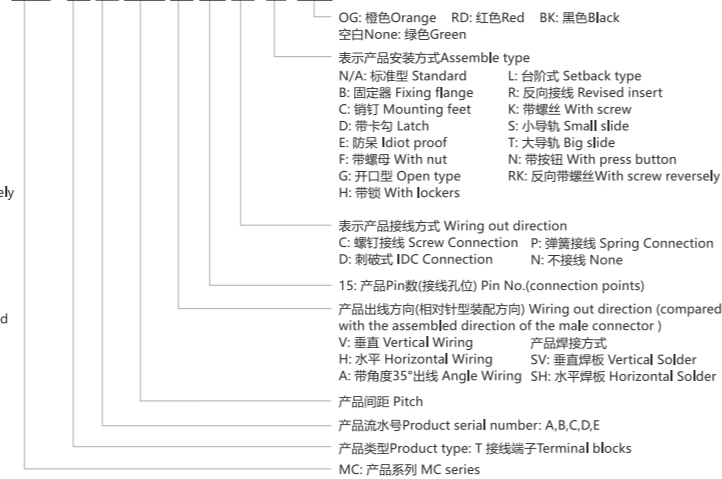 OG: 橙色Orange RD: 红色Red BK: 黑色Black
空白None: 绿色Green
表示产品安装方式Assemble type
N/A: 标准型 Standard L: 台阶式 Setback type
B: 固定器 Fixing flange R: 反向接线 Revised insert
C: 销钉 Mounting feet K: 带螺丝 With screw
D: 带卡勾 Latch S: 小导轨 Small slide
E: 防呆 Idiot proof T: 大导轨 Big slide
F: 带螺母 With nut N: 带按钮 With press button
G: 开口型 Open type RK: 反向带螺丝With screw reversely
H: 带锁 With lockers
ely
表示产品接线方式 Wiring out direction
C: 螺钉接线 Screw Connection P: 弹簧接线 Spring Connection
D: 刺破式 IDC Connection N: 不接线 None
15: 产品Pin数(接线孔位) Pin No.(connection points)
d
产品出线方向(相对针型装配方向) Wiring out direction (compared
with the assembled direction of the male connector )
V: 垂直 Vertical Wiring 产品焊接方式
H: 水平 Horizontal Wiring SV: 垂直焊板 Vertical Solder
A: 带角度35°出线 Angle Wiring SH: 水平焊板 Horizontal Solder
产品间距 Pitch
产品流水号Product serial number: A,B,C,D,E
产品类型Product type: T 接线端子Terminal blocks
MC: 产品系列 MC series